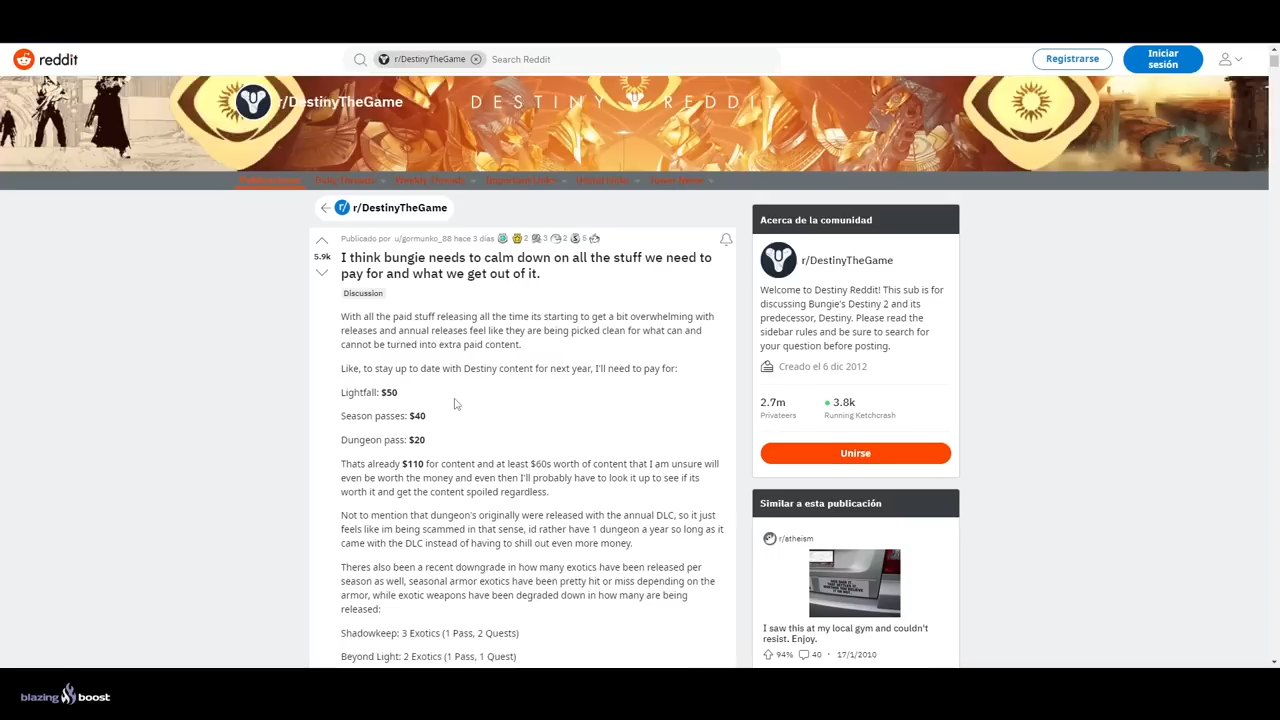 reddit
r/DestinyTheGame
Search Reddit
Registrarse
Iniciar sesión
r/DestinyTheGame
DESTINY REDDIT
Daily Threads
Weekly Threads
Important Links
Useful Links
r/DestinyTheGame
Publicado por u/gormunko_88 hace 3 días
2
3
2
5
5.9k
I think bungie needs to calm down on all the stuff we need to
pay for and what we get out of it.
Discussion
With all the paid stuff releasing all the time its starting to get a bit overwhelming with
releases and annual releases feel like they are being picked clean for what can and
cannot be turned into extra paid content.
Like, to stay up to date with Destiny content for next year, I'll need to pay for:
Lightfall: $50
Season passes: $40
Dungeon pass: $20
Thats already $110 for content and at least $60s worth of content that I am unsure will
even be worth the money and even then I'll probably have to look it up to see if its
worth it and get the content spoiled regardless.
Not to mention that dungeon's originally were released with the annual DLC, so it just
feels like im being scammed in that sense, id rather have 1 dungeon a year so long as it
came with the DLC instead of having to shill out even more money.
Theres also been a recent downgrade in how many exotics have been released per
season as well, seasonal armor exotics have been pretty hit or miss depending on the
armor, while exotic weapons have been degraded down in how many are being
released:
Shadowkeep: 3 Exotics (1 Pass, 2 Quests)
Beyond Light: 2 Exotics (1 Pass, 1 Quest)
Acerca de la comunidad
r/DestinyTheGame
Welcome to Destiny Reddit! This sub is
for discussing Bungie's Destiny 2 and its
predecessor, Destiny. Please read the
sidebar rules and be sure to search for
your question before posting.
Creado el 6 dic 2012
2.7m
3.8k
Privateers
Running Ketchcrash
Unirse
Similar a esta publicación
r/atheism
I saw this at my local gym and couldn't
resist. Enjoy.
94%
40
·
17/1/2010
blazing boost